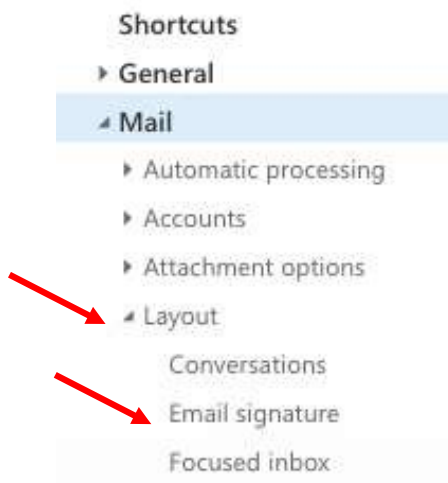 Shortcuts
General
Mail
Automatic processing
Accounts
Attachment options
Layout
Conversations
Email signature
Focused inbox